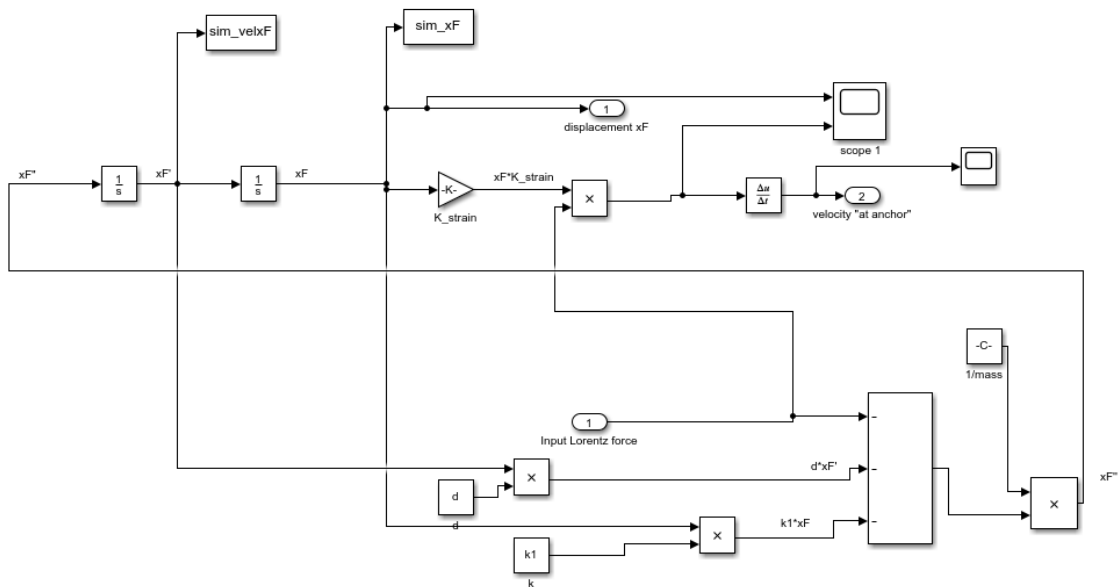 sim_velxF
sim_xF
1
displacement xF
scope 1
xF''
1
s
xF'
1
s
xF
-K-
K_strain
xF*K_strain
×
Δu
Δt
2
velocity "at anchor"
-C-
1/mass
1
Input Lorentz force
−
−
−
d
d
×
d*xF'
k1
k
×
k1*xF
×
xF''